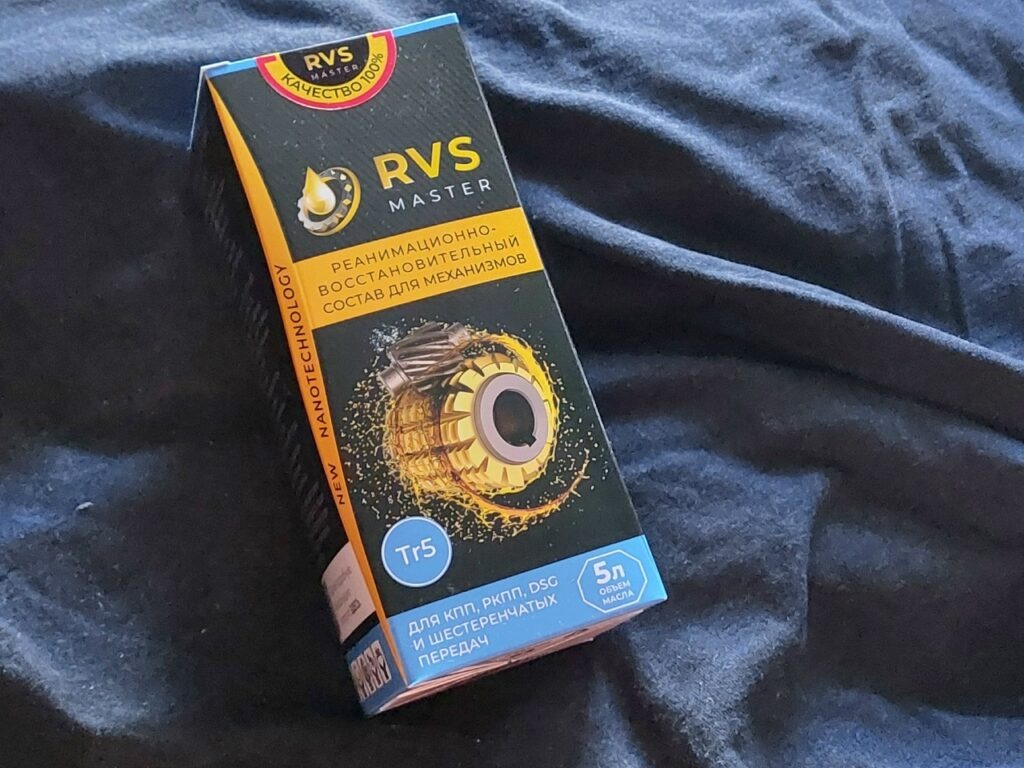 RVS
MASTER
КАЧЕСТВО 100%
RVS
MASTER
РЕАНИМАЦИОННО-
ВОССТАНОВИТЕЛЬНЫЙ
СОСТАВ ДЛЯ МЕХАНИЗМОВ
NEW NANOTECHNOLOGY
Tr5
5л
ОБЪЕМ
МАСЛА
ДЛЯ КПП, РКПП, DSG
И ШЕСТЕРЕНЧАТЫХ
ПЕРЕДАЧ